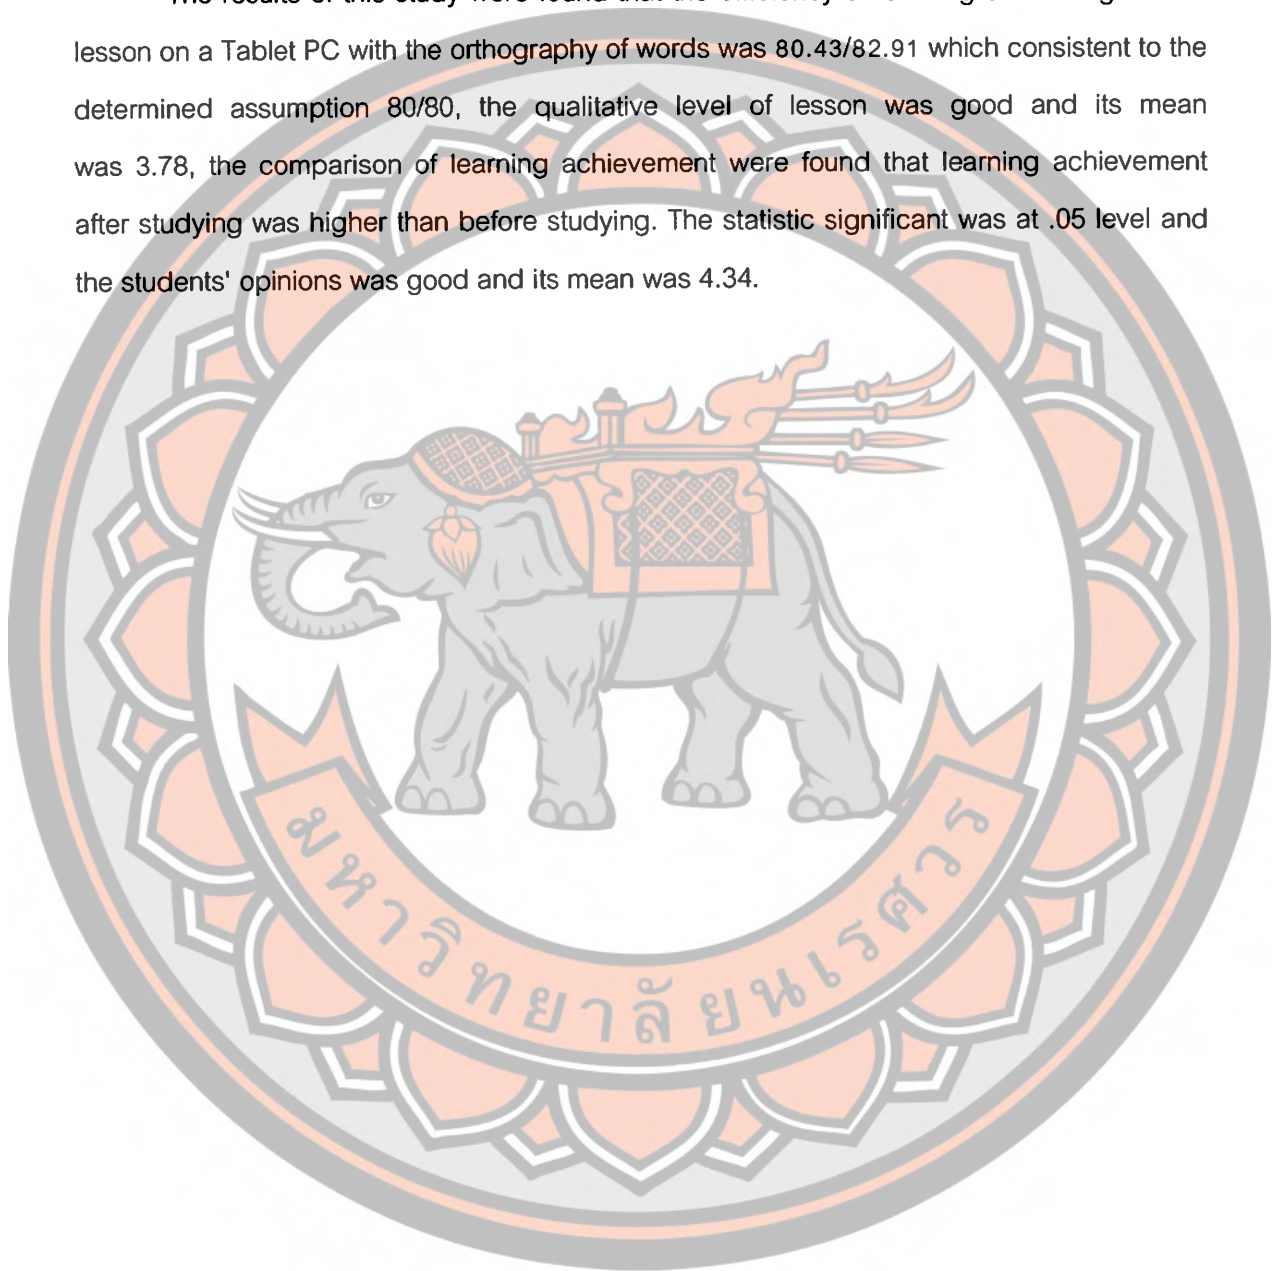 lesson on a Tablet PC with the orthography of words was 80.43/82.91 which consistent to the
determined assumption 80/80, the qualitative level of lesson was good and its mean
was 3.78, the comparison of learning achievement were found that learning achievement
after studying was higher than before studying. The statistic significant was at .05 level and
the students' opinions was good and its mean was 4.34.
มหาวิทยาลัยนเรศวร